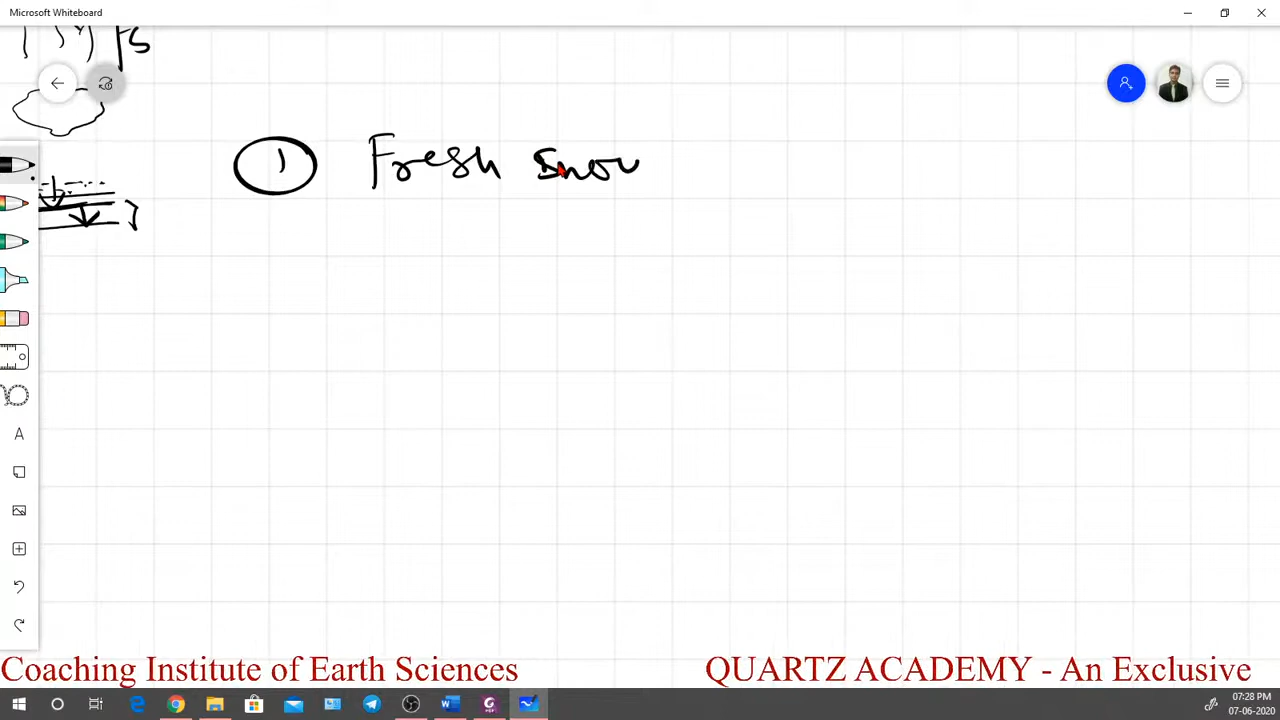 Microsoft Whiteboard
fs
1 Fresh Snow
A
Coaching Institute of Earth Sciences QUARTZ ACADEMY - An Exclusive
07:28 PM
07-06-2020